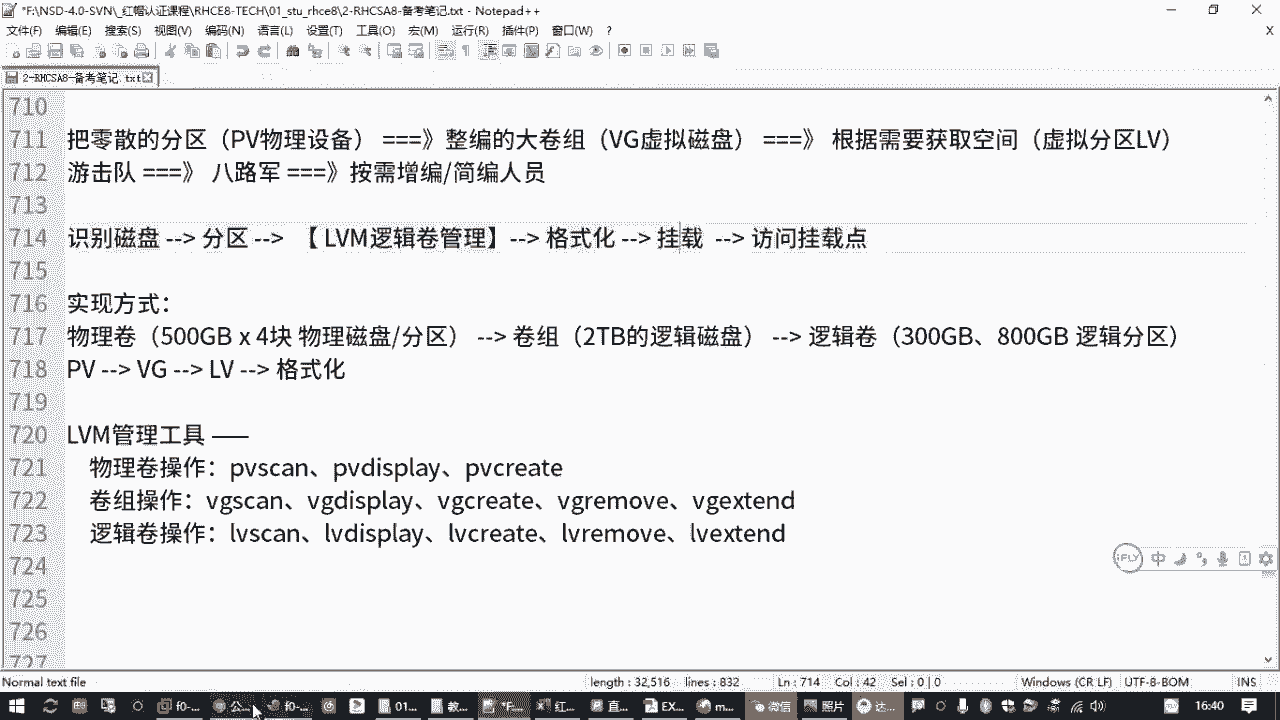 *F:\NSD-4.0-SVN\_红帽认证课程\RHCE8-TECH\01_stu_rhce8\2-RHCSA8-备考笔记.txt - Notepad++
文件(F) 编辑(E) 搜索(S) 视图(V) 编码(N) 语言(L) 设置(T) 工具(O) 宏(M) 运行(R) 插件(P) 窗口(W) ? X
2-RHCSA8-备考笔记.txt
710
711 把零散的分区（PV物理设备） ===》整编的大卷组（VG虚拟磁盘） ===》 根据需要获取空间（虚拟分区LV）
712 游击队 ===》 八路军 ===》按需增编/简编人员
713
714 识别磁盘 --> 分区 --> 【 LVM逻辑卷管理】--> 格式化 --> 挂载 --> 访问挂载点
715
716 实现方式：
717 物理卷（500GB x 4块 物理磁盘/分区） --> 卷组（2TB的逻辑磁盘） --> 逻辑卷（300GB、800GB 逻辑分区）
718 PV --> VG --> LV --> 格式化
719
720 LVM管理工具 ——
721 物理卷操作：pvscan、pvdisplay、pvcreate
722 卷组操作：vgscan、vgdisplay、vgcreate、vgremove、vgextend
723 逻辑卷操作：lvscan、lvdisplay、lvcreate、lvremove、lvextend
724
725
726
727
iFLY 中
Normal text file length : 32,516 lines : 832 Ln : 714 Col : 42 Sel : 0 | 0 Windows (CR LF) UTF-8-BOM INS
f0-... 公... f0-... 01... 教... *F... 红... 直... EX... m... 微信 照片 达... 16:40